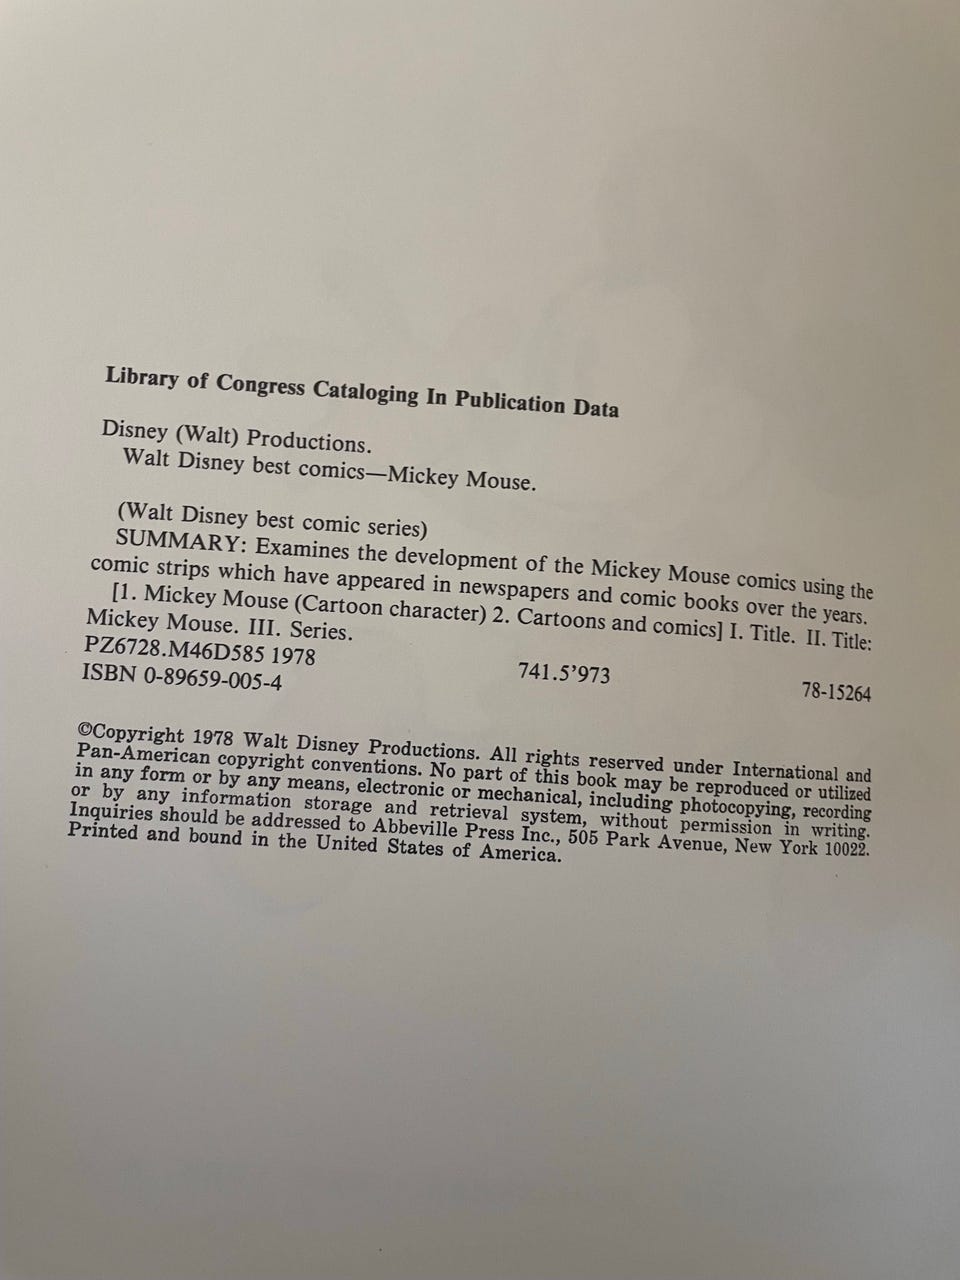 Library of Congress Cataloging In Publication Data
Disney (Walt) Productions.
Walt Disney best comics—Mickey Mouse.
(Walt Disney best comic series)
SUMMARY: Examines the development of the Mickey Mouse comics using the
comic strips which have appeared in newspapers and comic books over the years.
[1. Mickey Mouse (Cartoon character) 2. Cartoons and comics] I. Title. II. Title:
Mickey Mouse. III. Series.
PZ6728.M46D585 1978 741.5’973 78-15264
ISBN 0-89659-005-4
©Copyright 1978 Walt Disney Productions. All rights reserved under International and
Pan-American copyright conventions. No part of this book may be reproduced or utilized
in any form or by any means, electronic or mechanical, including photocopying, recording
or by any information storage and retrieval system, without permission in writing.
Inquiries should be addressed to Abbeville Press Inc., 505 Park Avenue, New York 10022.
Printed and bound in the United States of America.